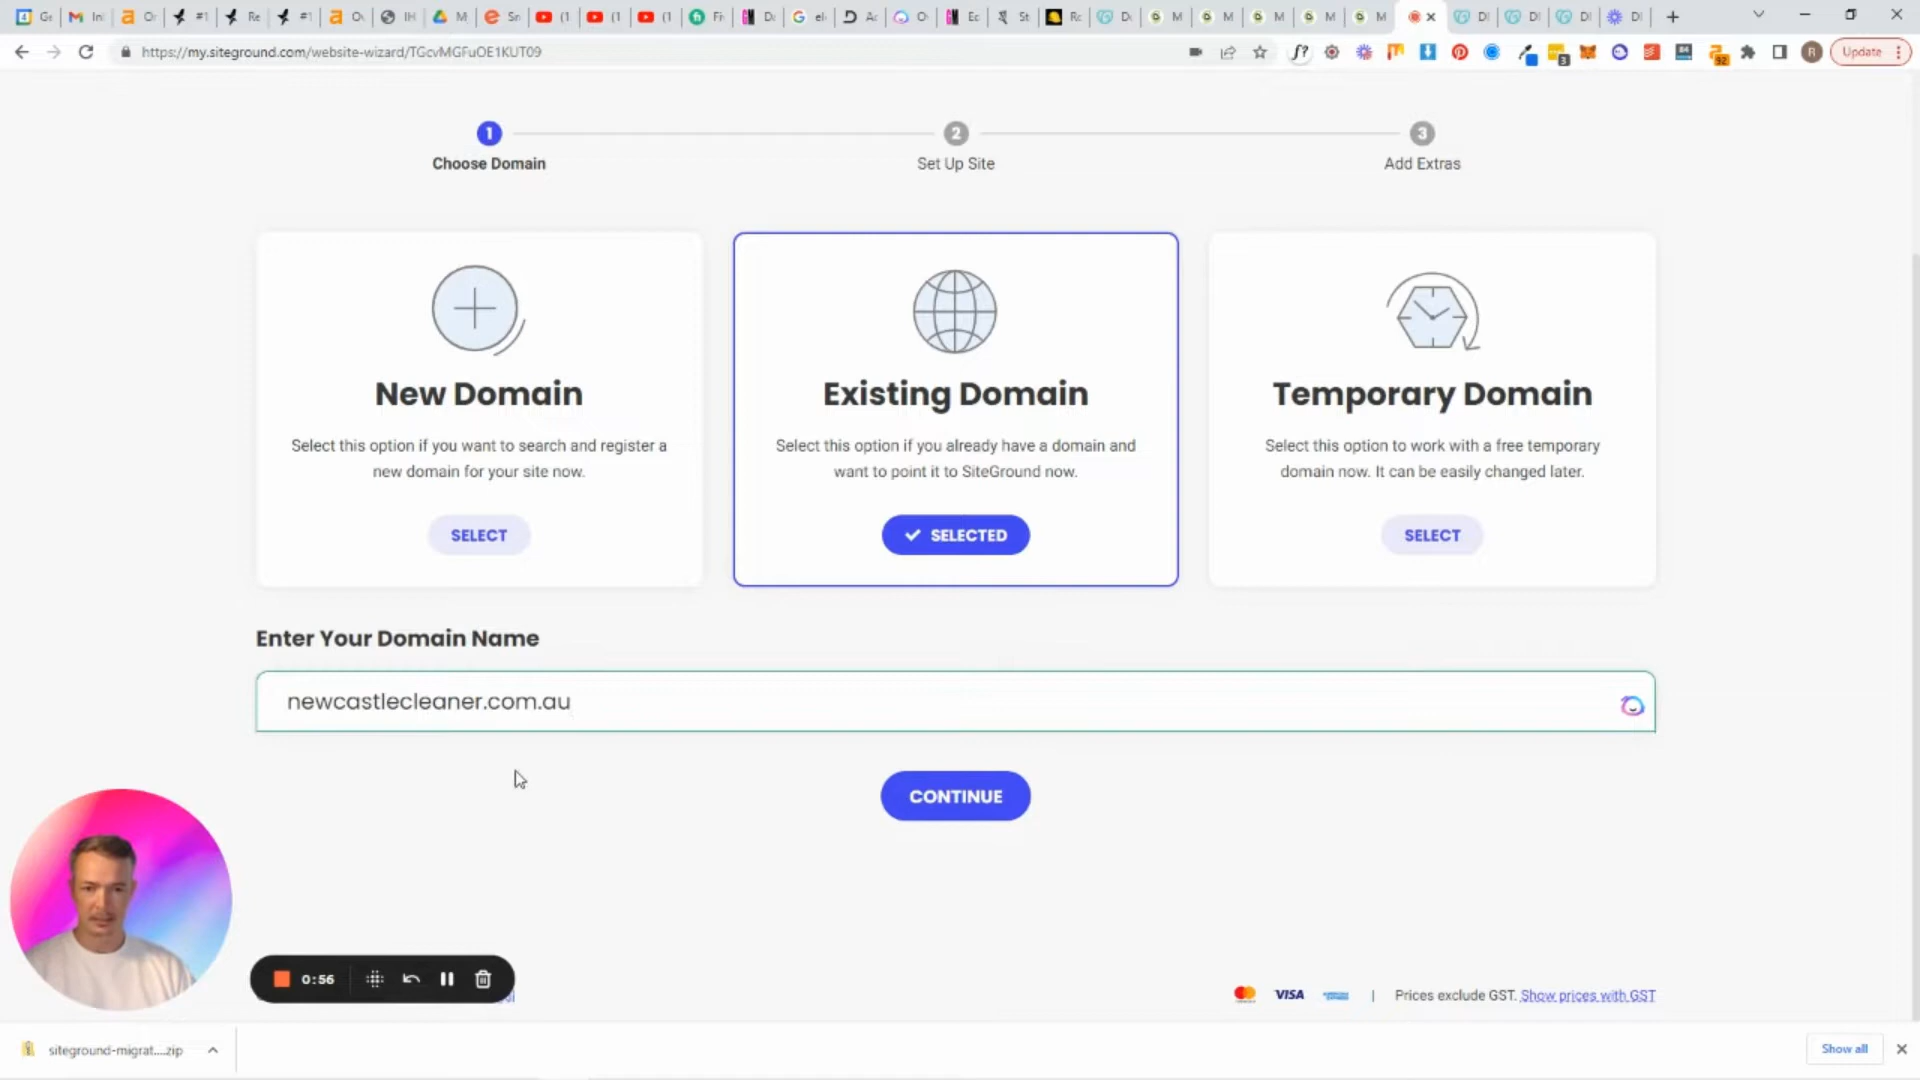 https://my.siteground.com/website-wizard/TGcvMGFuOE1KUT09
Update
1
2
3
Choose Domain
Set Up Site
Add Extras
New Domain
Select this option if you want to search and register a
new domain for your site now.
SELECT
Existing Domain
Select this option if you already have a domain and
want to point it to SiteGround now.
SELECTED
Temporary Domain
Select this option to work with a free temporary
domain now. It can be easily changed later.
SELECT
Enter Your Domain Name
newcastlecleaner.com.au
CONTINUE
0:56
VISA
| Prices exclude GST. Show prices with GST
siteground-migrat....zip
Show all